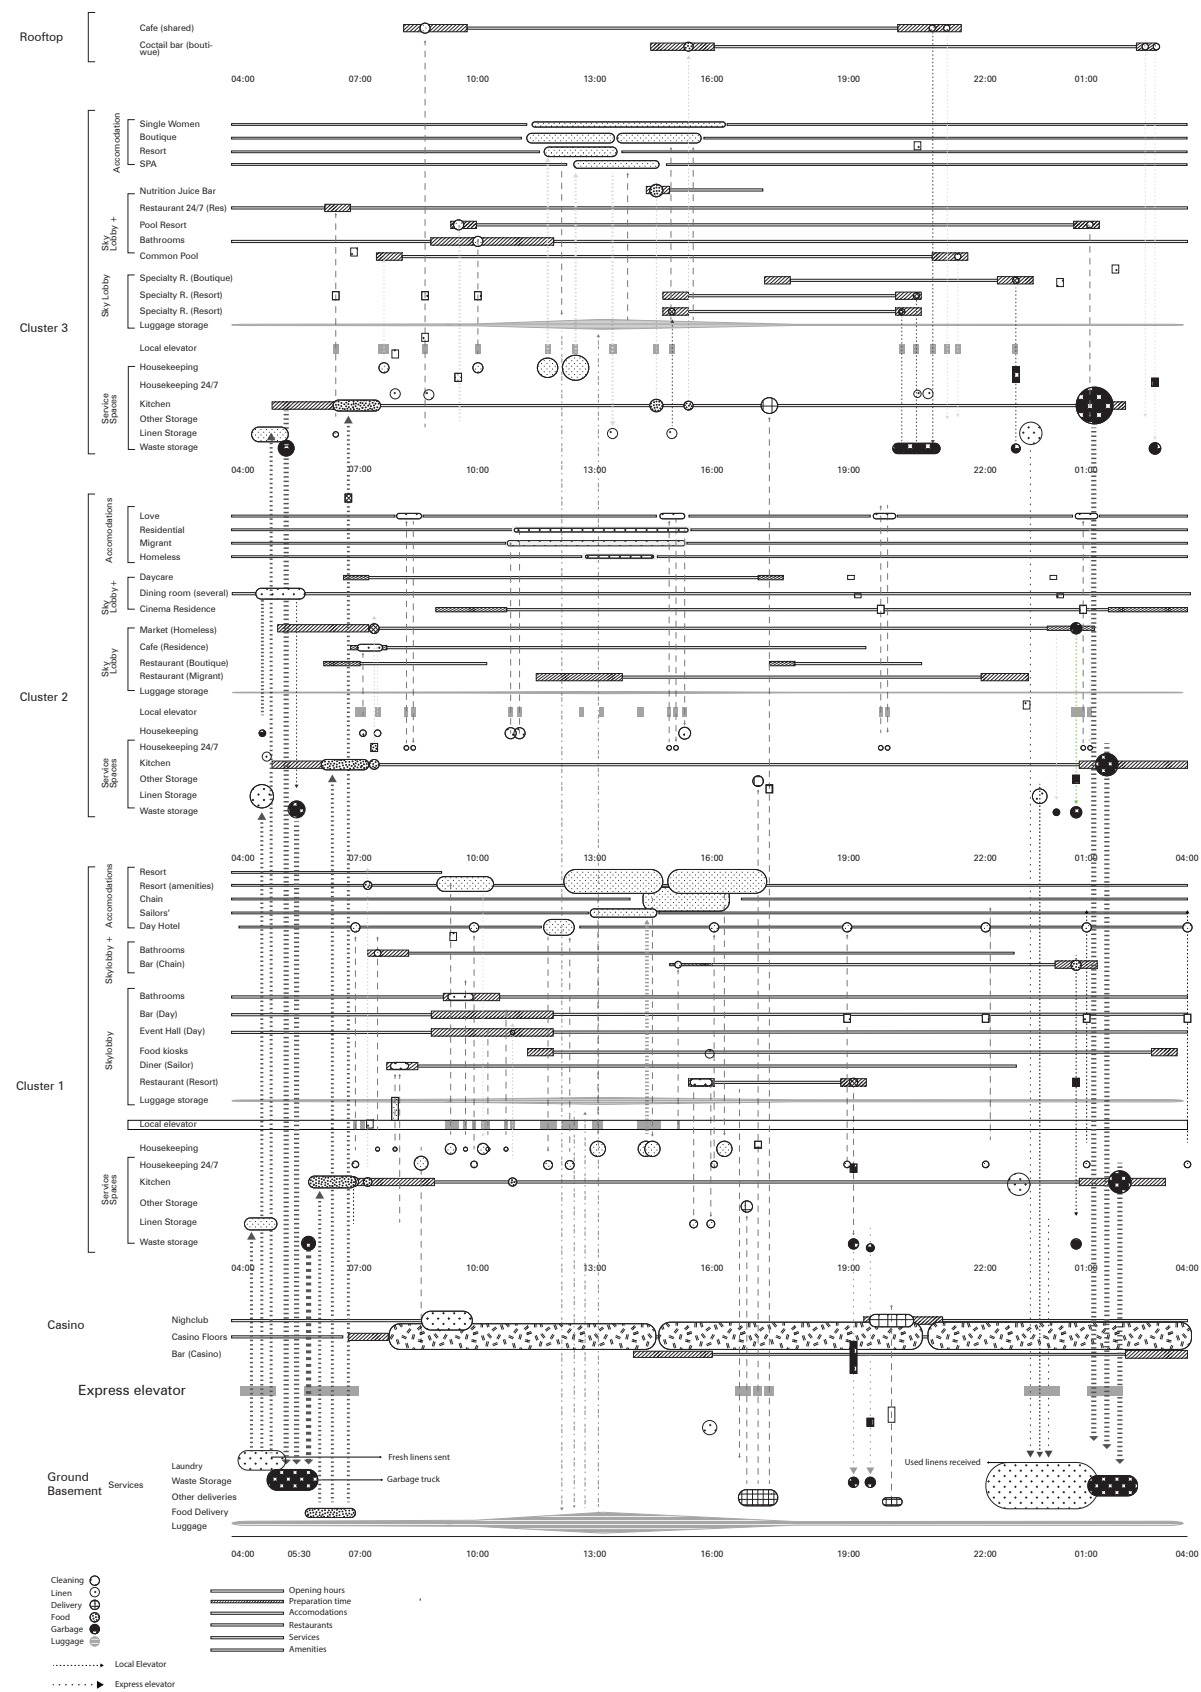 Rooftop
Cafe (shared)
Coctail bar (bouti-
wue)
04:00 07:00 10:00 13:00 16:00 19:00 22:00 01:00
Cluster 3
Accomodation
Single Women
Boutique
Resort
SPA
Sky
Lobby +
Nutrition Juice Bar
Restaurant 24/7 (Res)
Pool Resort
Bathrooms
Common Pool
Sky Lobby
Specialty R. (Boutique)
Specialty R. (Resort)
Specialty R. (Resort)
Luggage storage
Local elevator
Service
Spaces
Housekeeping
Housekeeping 24/7
Kitchen
Other Storage
Linen Storage
Waste storage
04:00 07:00 10:00 13:00 16:00 19:00 22:00 01:00
Cluster 2
Accomodations
Love
Residential
Migrant
Homeless
Sky
Lobby+
Daycare
Dining room (several)
Cinema Residence
Sky
Lobby
Market (Homeless)
Cafe (Residence)
Restaurant (Boutique)
Restaurant (Migrant)
Luggage storage
Local elevator
Housekeeping
Service
Spaces
Housekeeping 24/7
Kitchen
Other Storage
Linen Storage
Waste storage
04:00 07:00 10:00 13:00 16:00 19:00 22:00 01:00 04:00
Cluster 1
Accomodations
Resort
Resort (amenities)
Chain
Sailors'
Day Hotel
Skylobby +
Bathrooms
Bar (Chain)
Skylobby
Bathrooms
Bar (Day)
Event Hall (Day)
Food kiosks
Diner (Sailor)
Restaurant (Resort)
Luggage storage
Local elevator
Housekeeping
Service
Spaces
Housekeeping 24/7
Kitchen
Other Storage
Linen Storage
Waste storage
04:00 07:00 10:00 13:00 16:00 19:00 22:00 01:00 04:00
Casino
Nighclub
Casino Floors
Bar (Casino)
Express elevator
Ground
Basement
Services
Laundry
Fresh linens sent
Used linens received
Waste Storage
Garbage truck
Other deliveries
Food Delivery
Luggage
04:00 05:30 07:00 10:00 13:00 16:00 19:00 22:00 01:00 04:00
Cleaning
Linen
Delivery
Food
Garbage
Luggage
Opening hours
Preparation time
Accomodations
Restaurants
Services
Amenities
Local Elevator
Express elevator